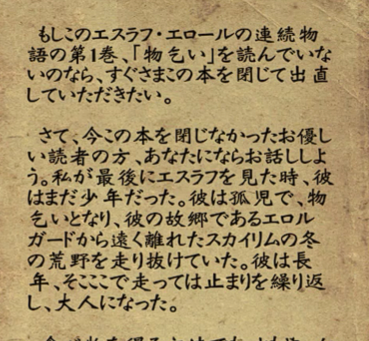 もしこのエスラフ・エロールの連続物
語の第1巻、「物乞い」を読んでいな
いのなら、すぐさまこの本を閉じて出直
していただきたい。
さて、今この本を閉じなかったお優し
い読者の方、あなたにならお話ししよ
う。私が最後にエスラフを見た時、彼
はまだ少年だった。彼は孤児で、物
乞いとなり、彼の故郷であるエロル
ガードから遠く離れたスカイリムの冬
の荒野を走り抜けていた。彼は長
年、そここで走っては止まりを繰り返
し、大人になった。